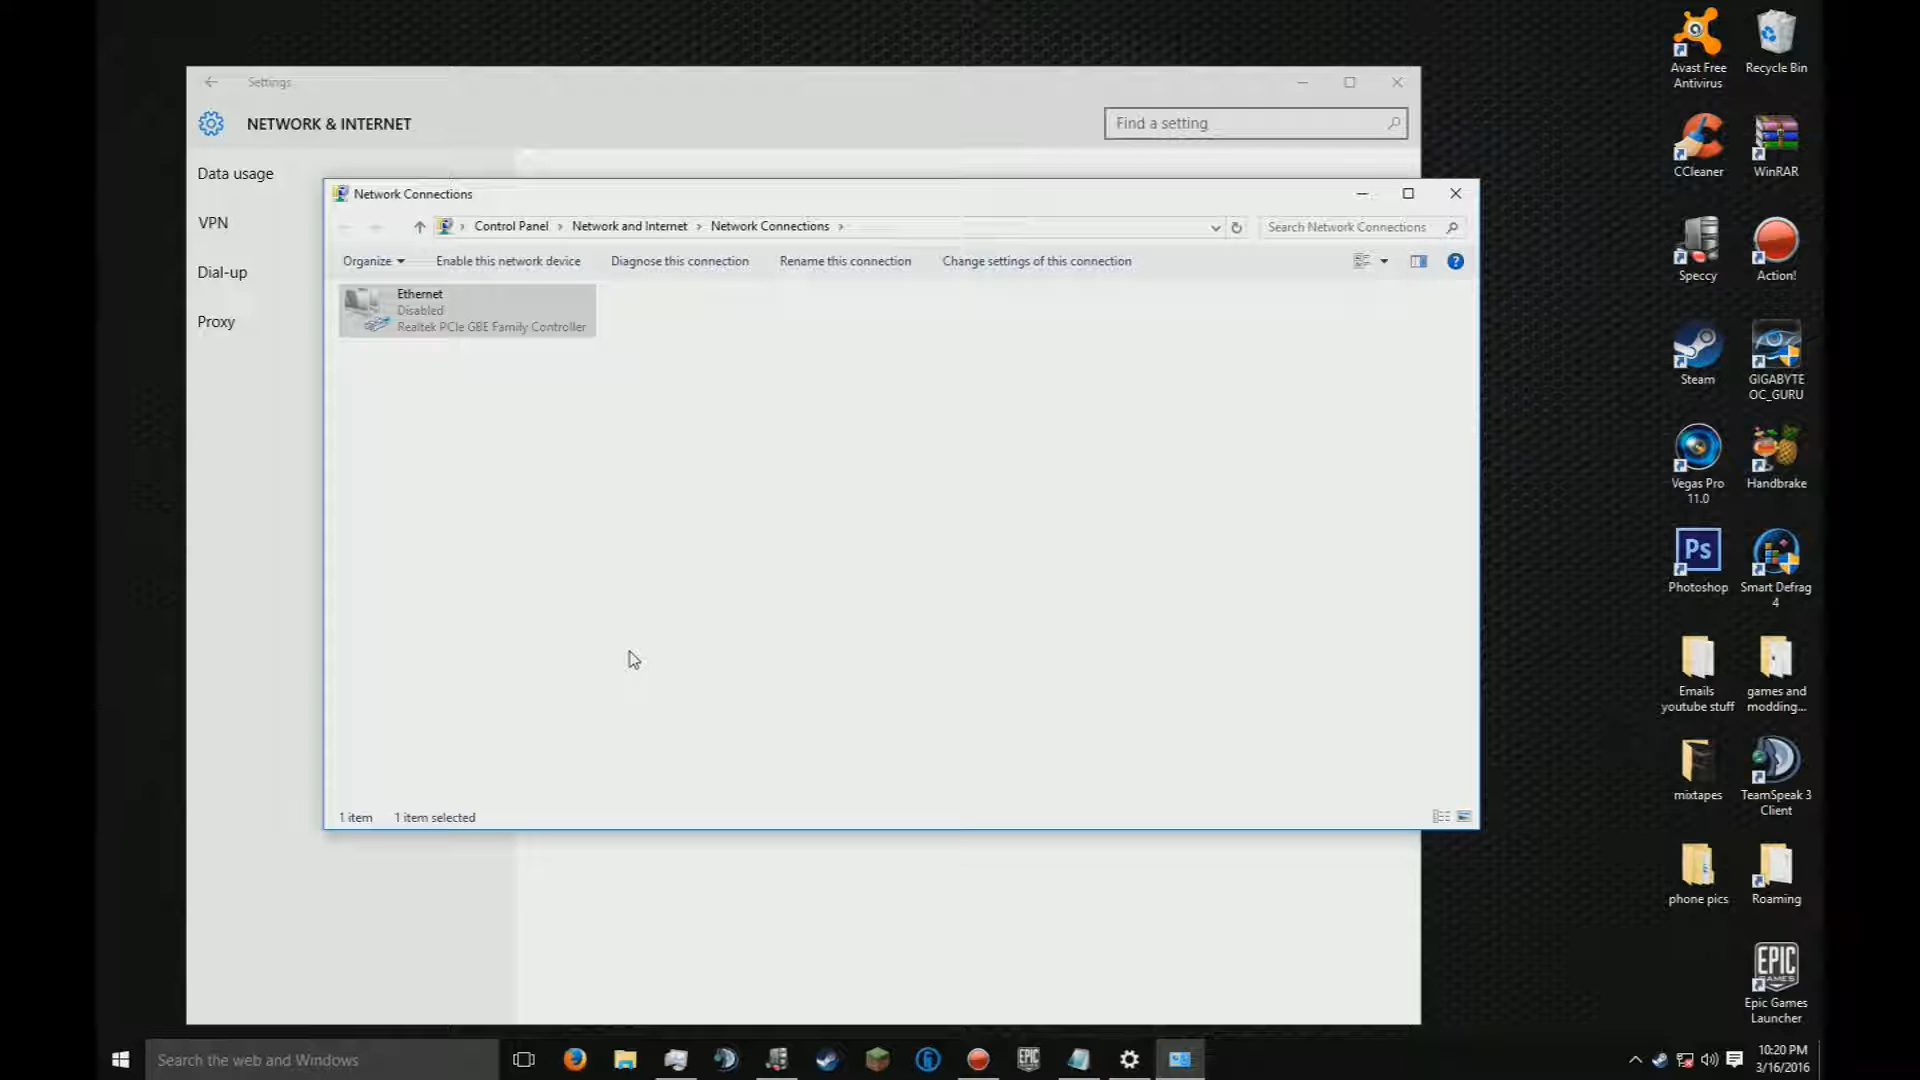 Settings
NETWORK & INTERNET
Find a setting
Data usage
VPN
Dial-up
Proxy
Network Connections
Control Panel > Network and Internet > Network Connections >
Search Network Connections
Organize
Enable this network device
Diagnose this connection
Rename this connection
Change settings of this connection
Ethernet
Disabled
Realtek PCIe GBE Family Controller
1 item
1 item selected
Avast Free
Antivirus
Recycle Bin
CCleaner
WinRAR
Speccy
Action!
Steam
GIGABYTE
OC_GURU
Vegas Pro
11.0
Handbrake
Ps
Photoshop
Smart Defrag
4
Emails
youtube stuff
games and
modding...
mixtapes
TeamSpeak 3
Client
phone pics
Roaming
EPIC
GAMES
Epic Games
Launcher
Search the web and Windows
EPIC
10:20 PM
3/16/2016